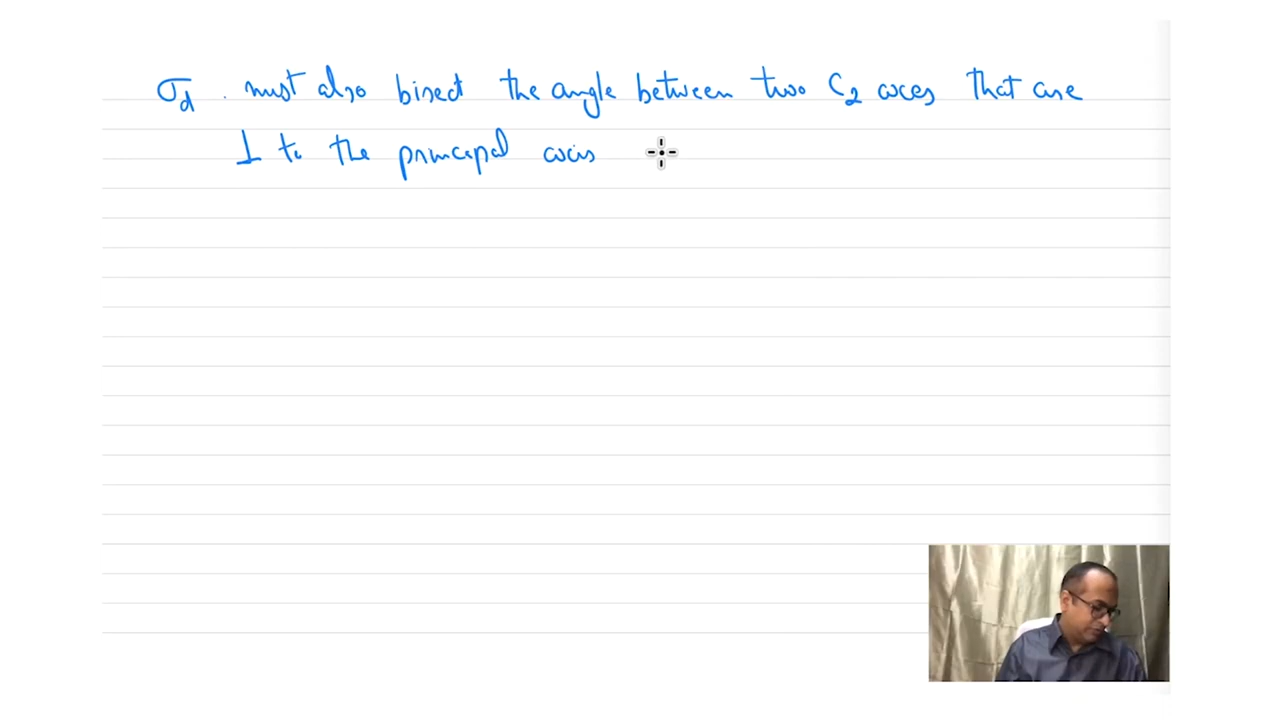 σd must also bisect the angle between two C2 axes that are
⊥ to the principal axis